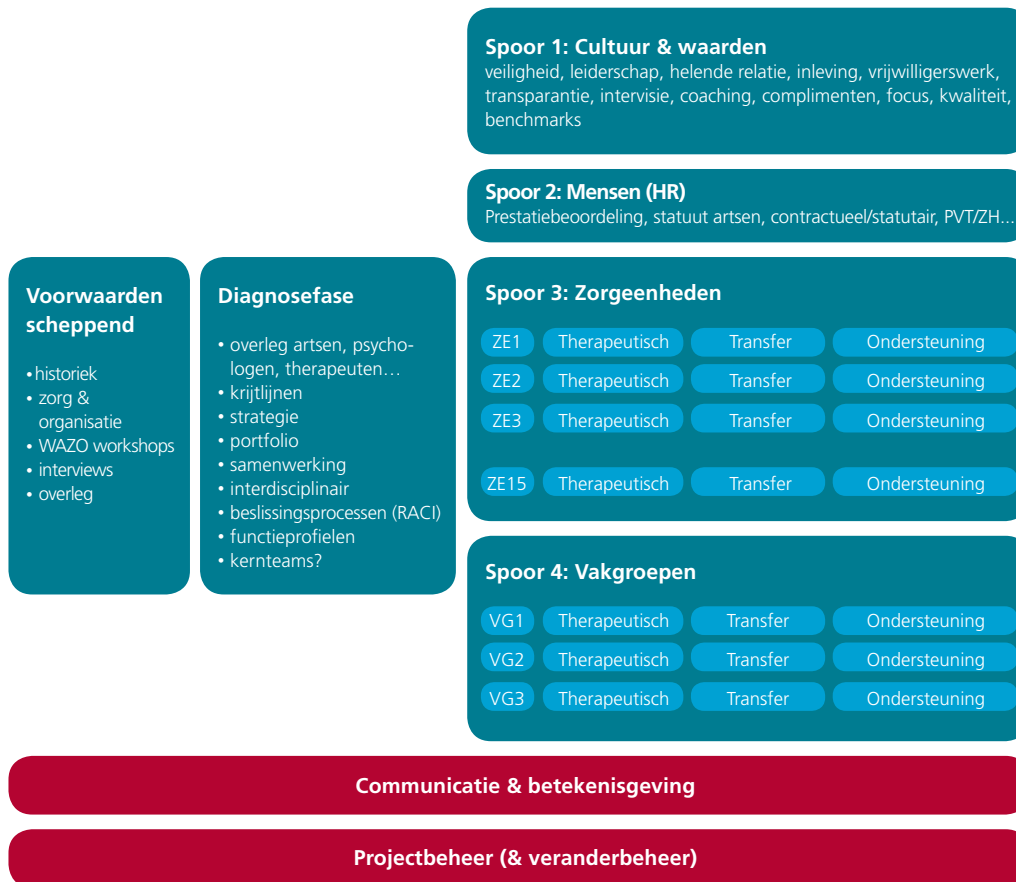 Spoor 1: Cultuur & waarden
veiligheid, leiderschap, helende relatie, inleving, vrijwilligerswerk,
transparantie, intervisie, coaching, complimenten, focus, kwaliteit,
benchmarks
Spoor 2: Mensen (HR)
Prestatiebeoordeling, statuut artsen, contractueel/statutair, PVT/ZH...
Voorwaarden
scheppend
• historiek
• zorg &
organisatie
• WAZO workshops
• interviews
• overleg
Diagnosefase
• overleg artsen, psycho-
logen, therapeuten…
• krijtlijnen
• strategie
• portfolio
• samenwerking
• interdisciplinair
• beslissingsprocessen (RACI)
• functieprofielen
• kernteams?
Spoor 3: Zorgeenheden
ZE1 Therapeutisch Transfer Ondersteuning
ZE2 Therapeutisch Transfer Ondersteuning
ZE3 Therapeutisch Transfer Ondersteuning
ZE15 Therapeutisch Transfer Ondersteuning
Spoor 4: Vakgroepen
VG1 Therapeutisch Transfer Ondersteuning
VG2 Therapeutisch Transfer Ondersteuning
VG3 Therapeutisch Transfer Ondersteuning
Communicatie & betekenisgeving
Projectbeheer (& veranderbeheer)